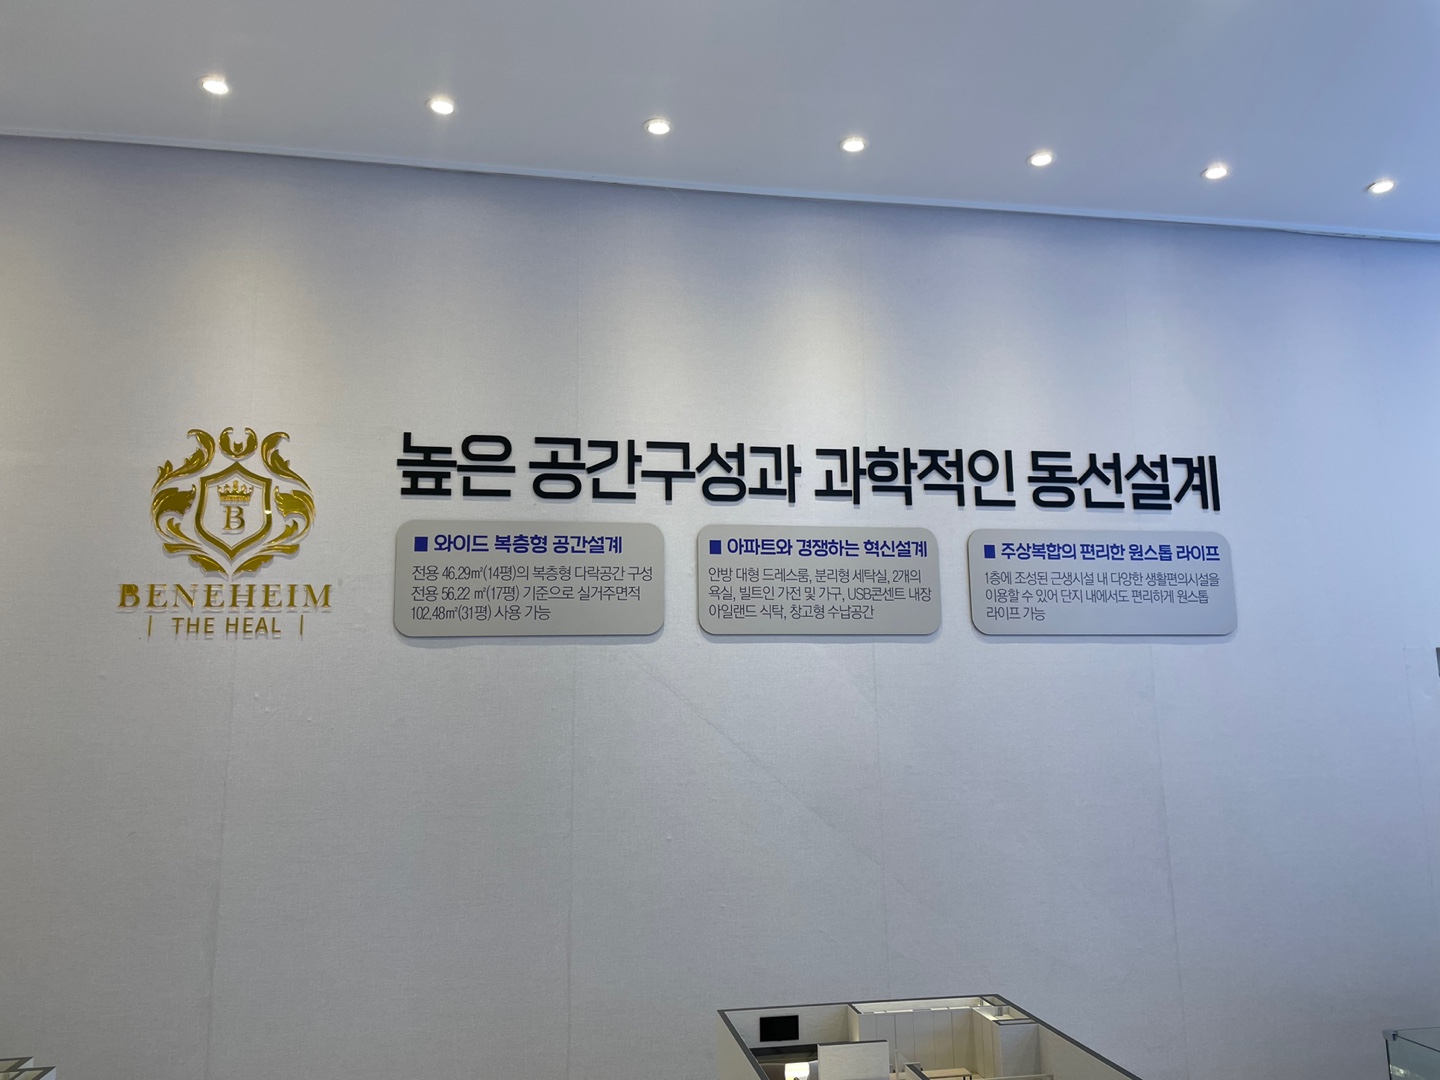 높은 공간구성과 과학적인 동선설계
B
BENEHEIM
| THE HEAL |
■ 와이드 복층형 공간설계
전용 46.29㎡(14평)의 복층형 다락공간 구성
전용 56.22 ㎡(17평) 기준으로 실거주면적
102.48㎡(31평) 사용 가능
■ 아파트와 경쟁하는 혁신설계
안방 대형 드레스룸, 분리형 세탁실, 2개의
욕실, 빌트인 가전 및 가구, USB콘센트 내장
아일랜드 식탁, 창고형 수납공간
■ 주상복합의 편리한 원스톱 라이프
1층에 조성된 근생시설 내 다양한 생활편의시설을
이용할 수 있어 단지 내에서도 편리하게 원스톱
라이프 가능